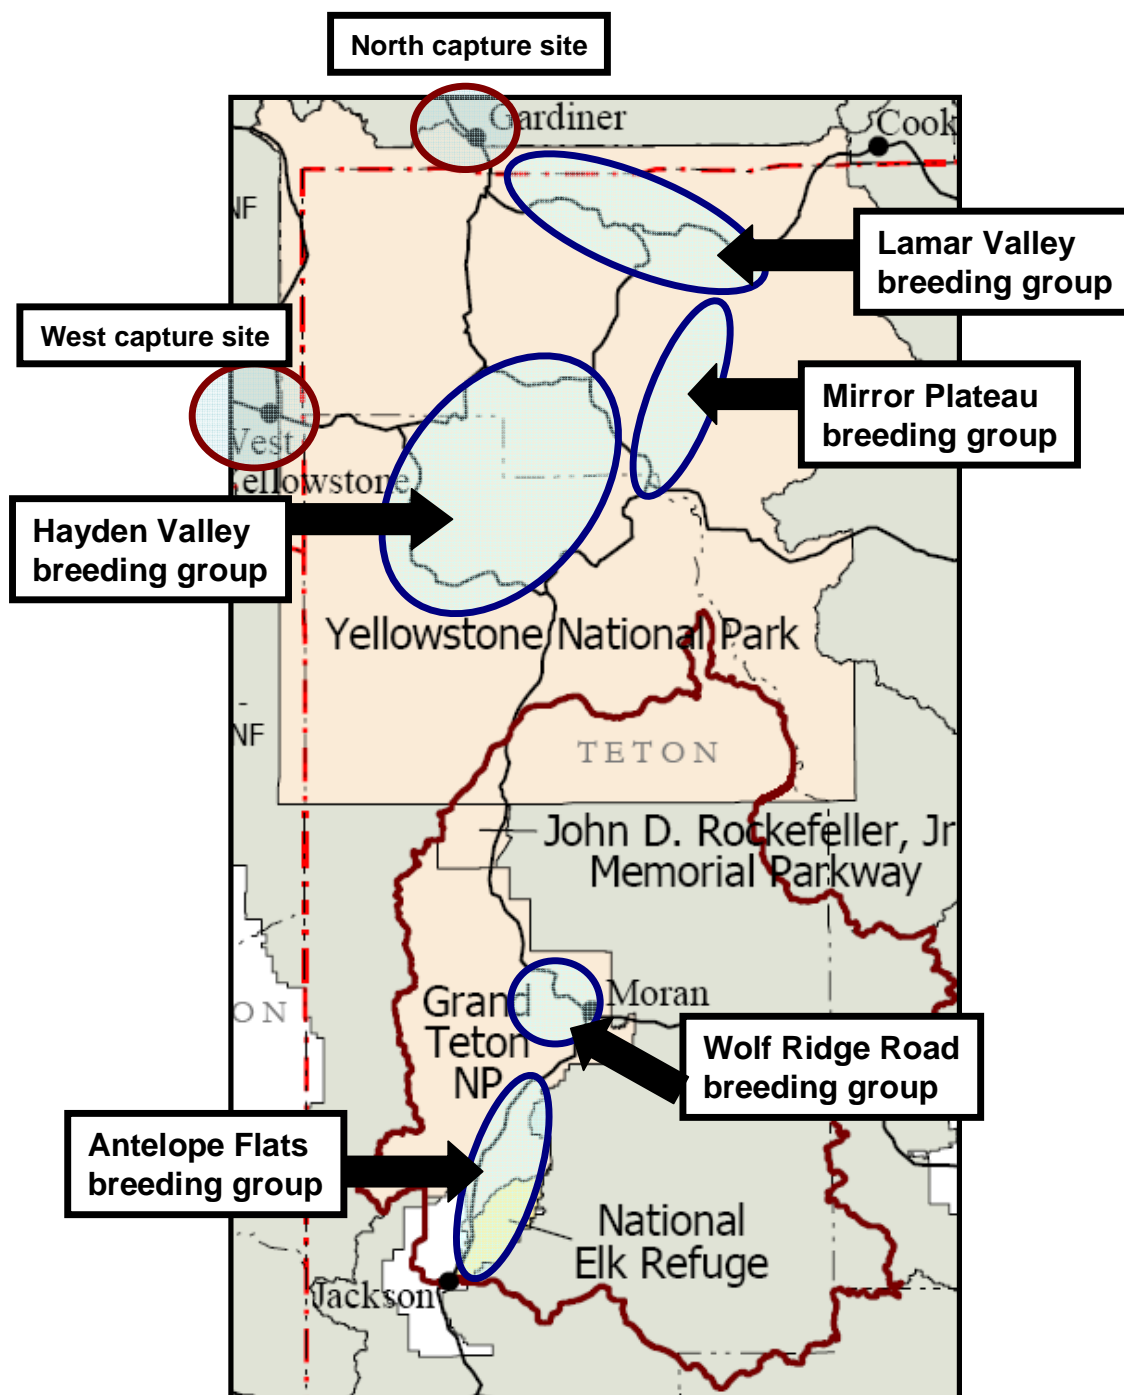 North capture site
Gardiner
Cook
NF
Lamar Valley
breeding group
West capture site
Mirror Plateau
breeding group
West
Yellowstone
Hayden Valley
breeding group
Yellowstone National Park
NF
TETON
John D. Rockefeller, Jr
Memorial Parkway
ON
Grand
Teton
NP
Moran
Wolf Ridge Road
breeding group
Antelope Flats
breeding group
National
Elk Refuge
Jackson